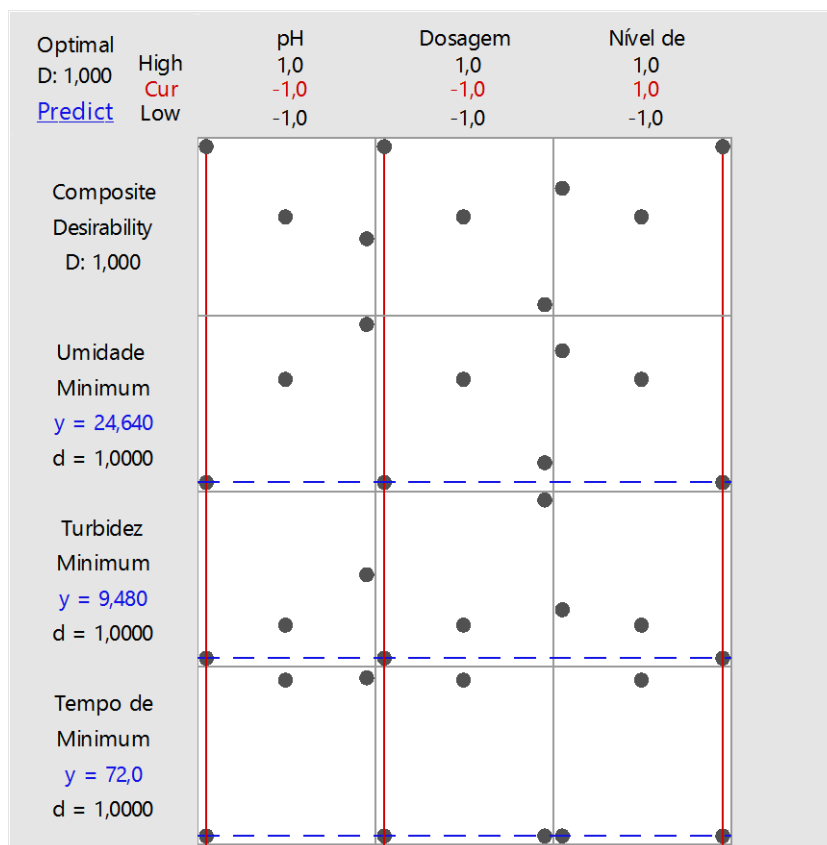 Optimal
D: 1,000
Predict
High
Cur
Low
pH
1,0
-1,0
-1,0
Dosagem
1,0
-1,0
-1,0
Nível de
1,0
1,0
-1,0
Composite
Desirability
D: 1,000
Umidade
Minimum
y = 24,640
d = 1,0000
Turbidez
Minimum
y = 9,480
d = 1,0000
Tempo de
Minimum
y = 72,0
d = 1,0000